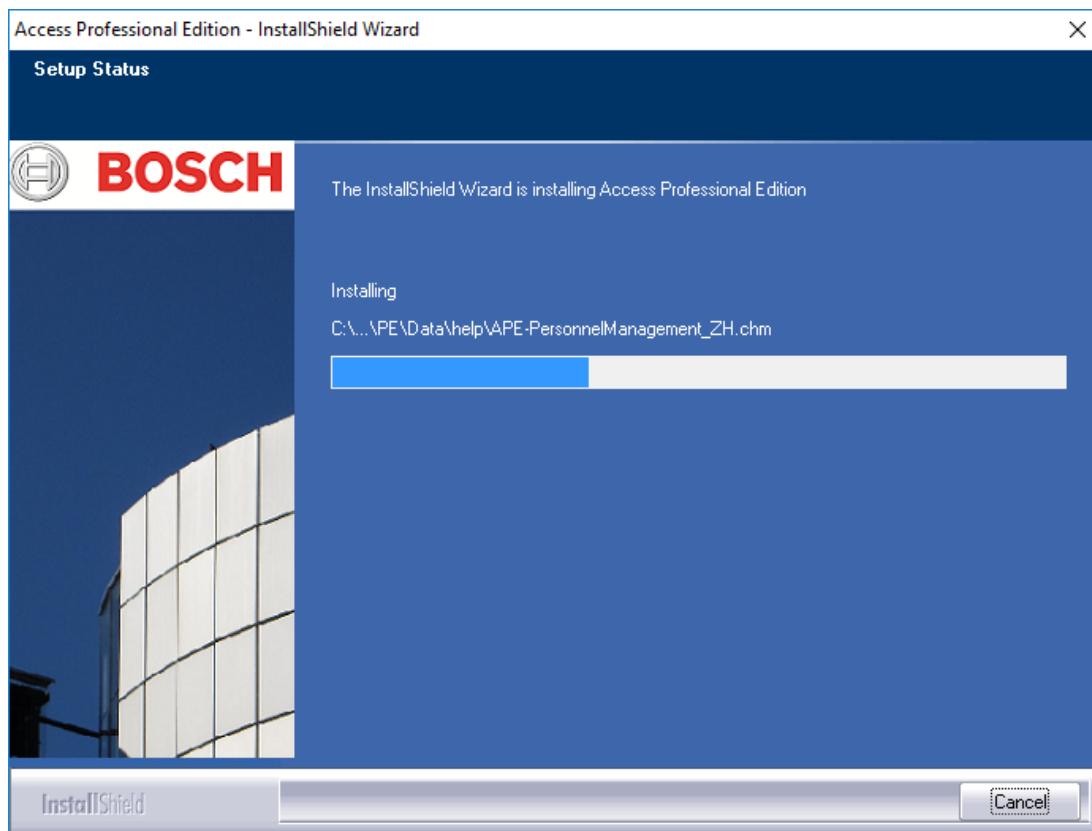 Access Professional Edition - InstallShield Wizard
Setup Status
BOSCH
The InstallShield Wizard is installing Access Professional Edition
Installing
C:\...\PE\Data\help\APE-PersonnelManagement_ZH.chm
InstallShield
Cancel